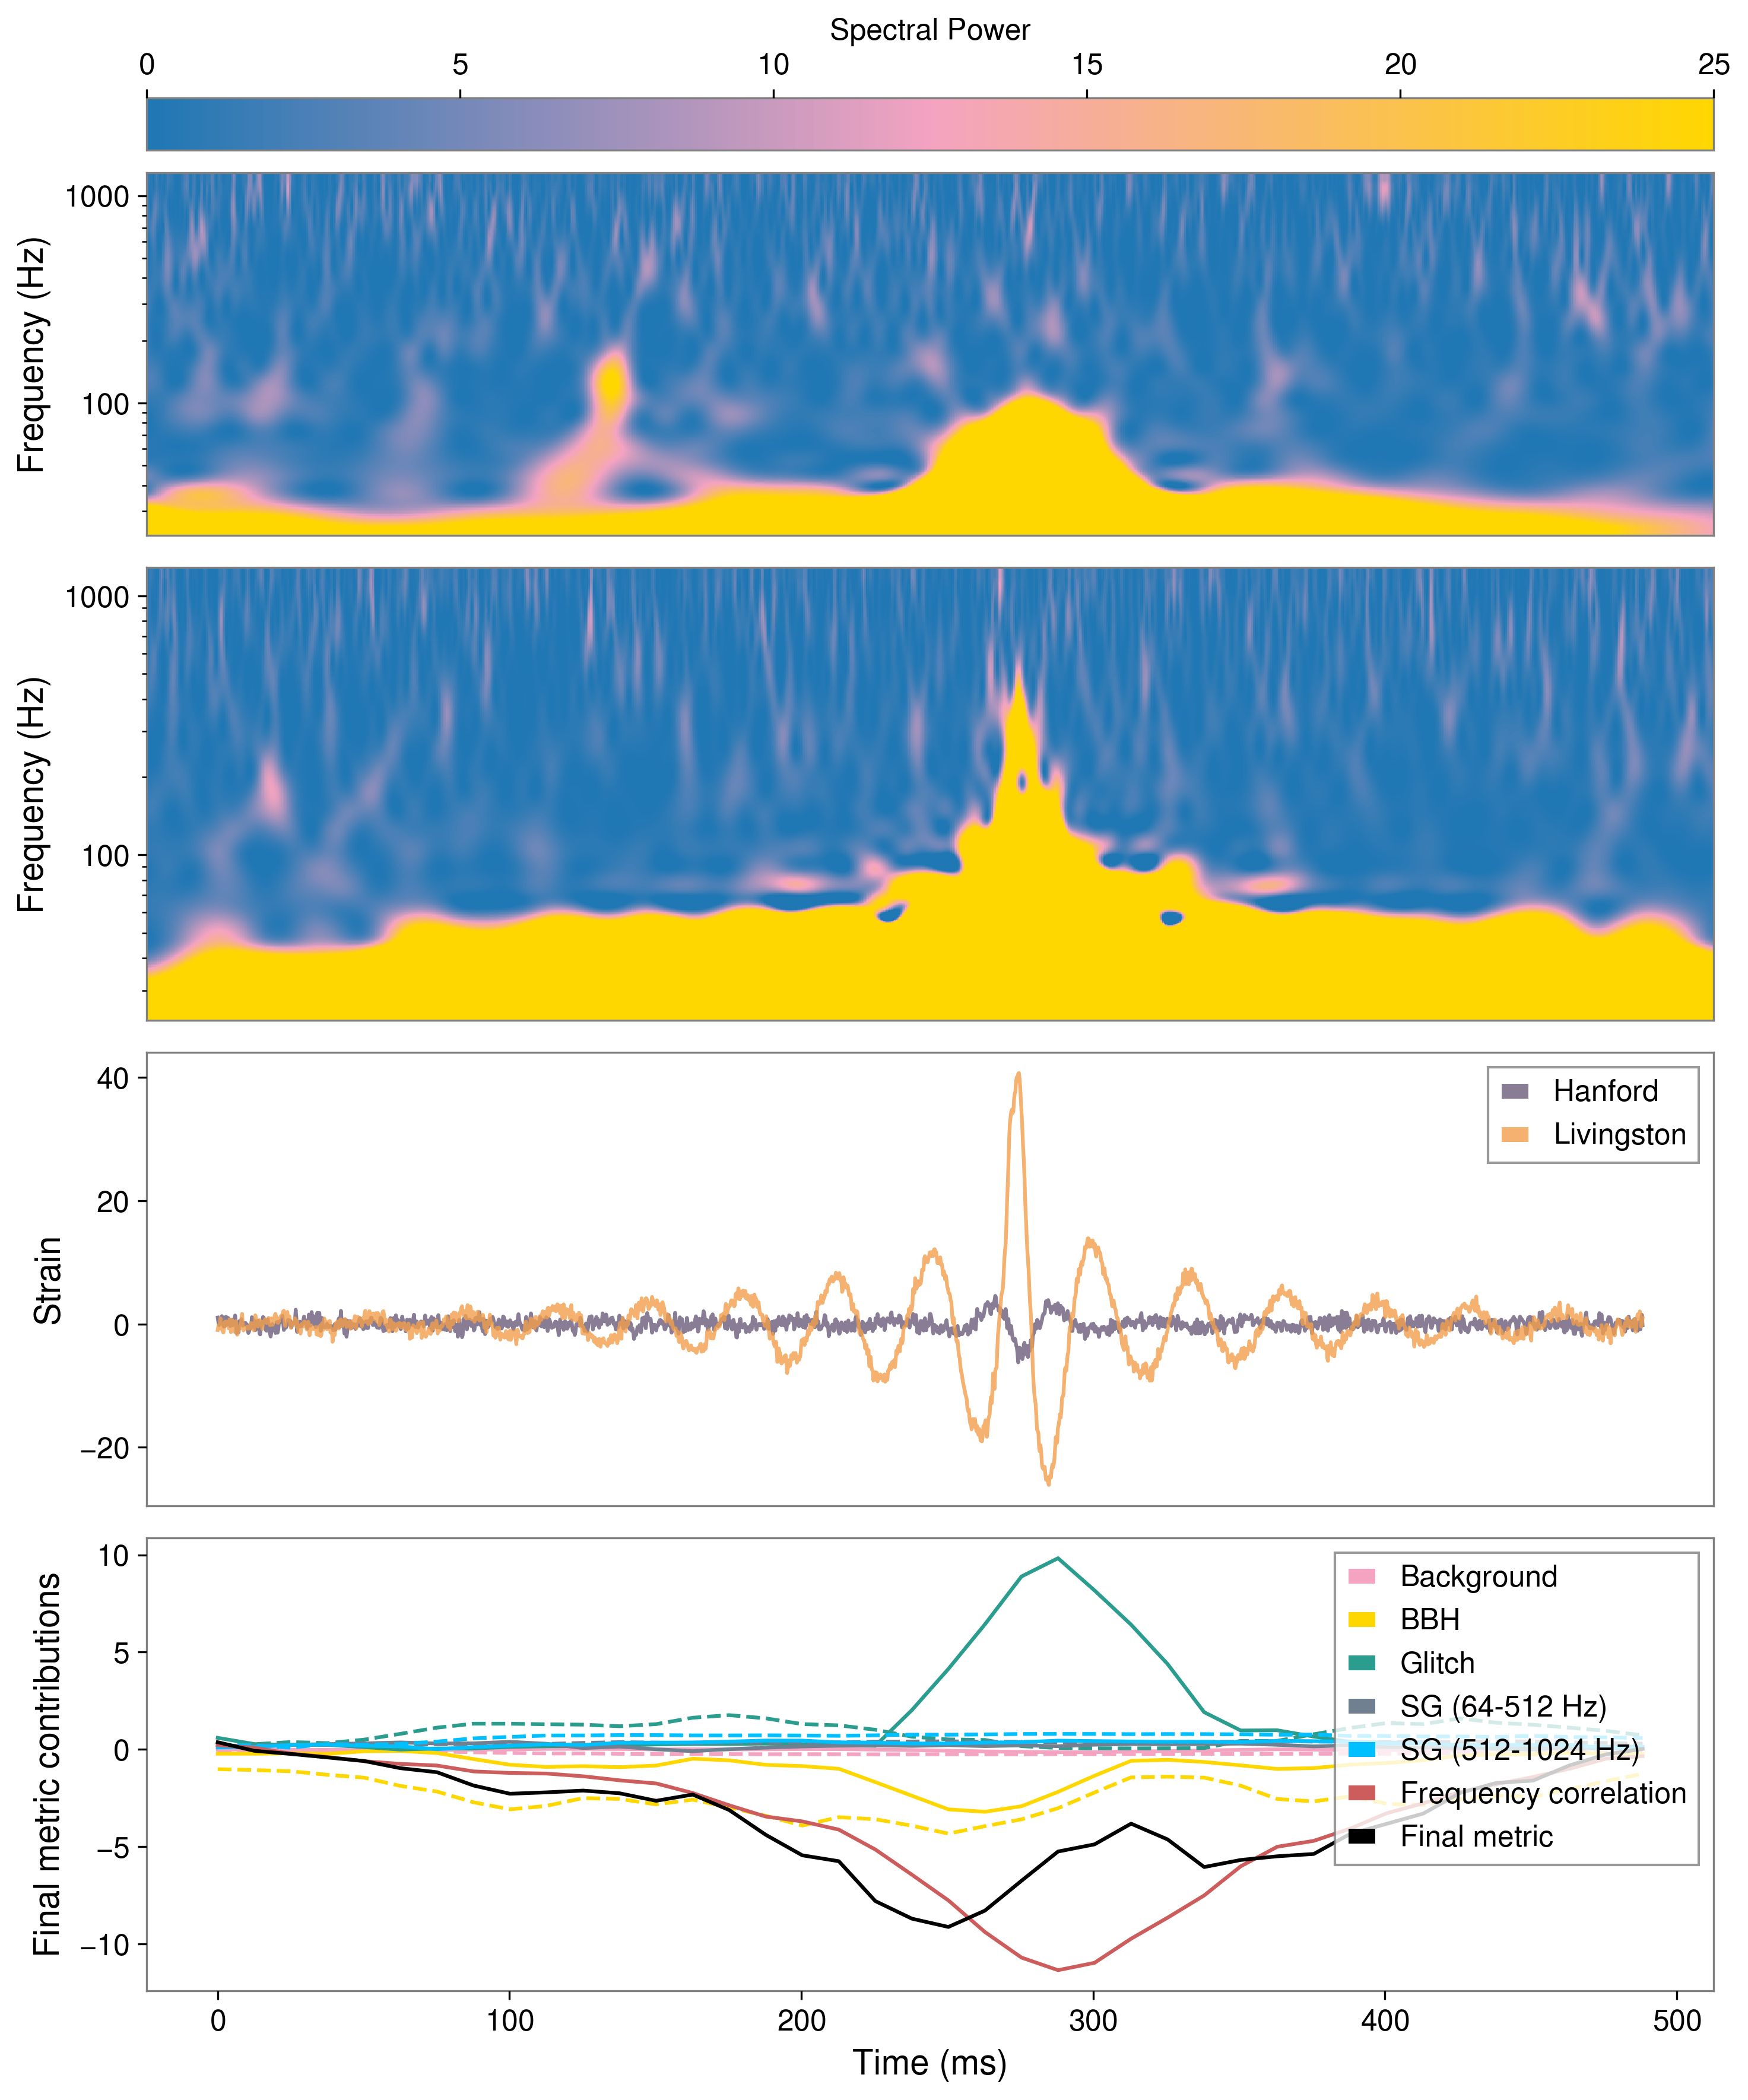 Spectral Power
0 5 10 15 20 25
Frequency (Hz)
1000
100
Frequency (Hz)
1000
100
Strain
40
20
0
−20
Hanford
Livingston
Final metric contributions
10
5
0
−5
−10
Background
BBH
Glitch
SG (64-512 Hz)
SG (512-1024 Hz)
Frequency correlation
Final metric
0 100 200 300 400 500
Time (ms)